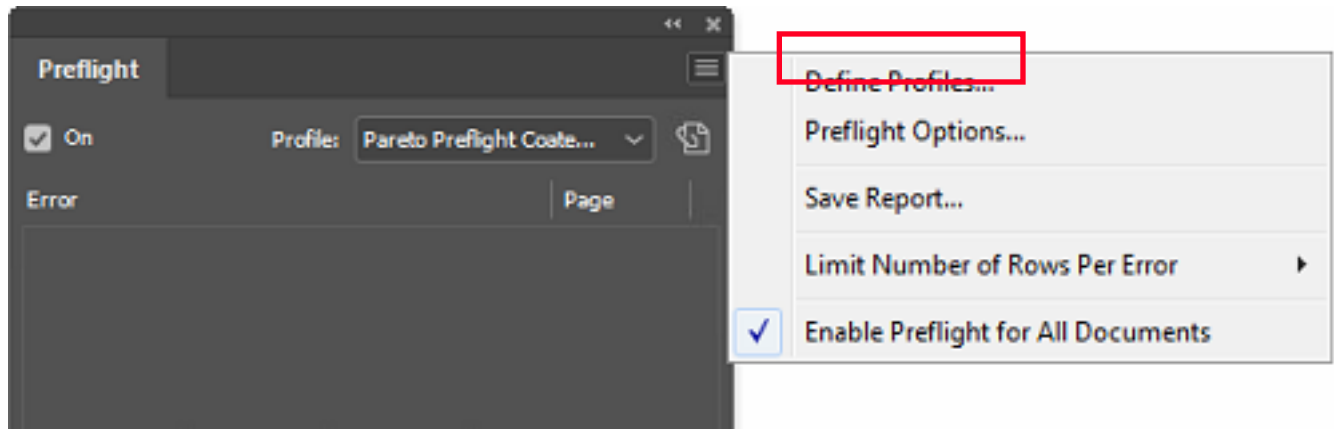 Preflight
On
Profile: Pareto Preflight Coate...
Error Page
Define Profiles...
Preflight Options...
Save Report...
Limit Number of Rows Per Error
Enable Preflight for All Documents